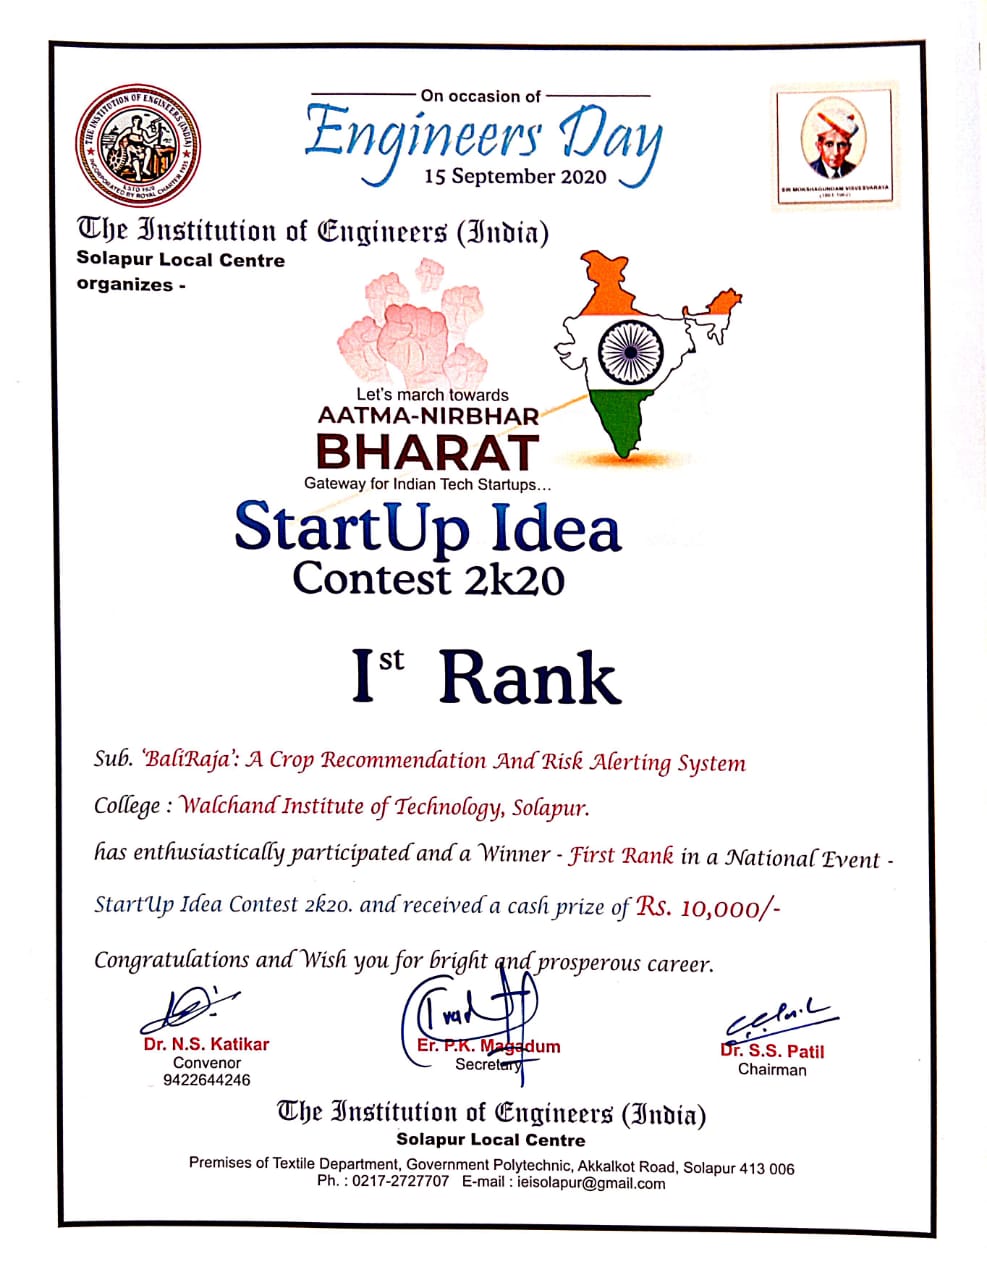 THE INSTITUTION OF ENGINEERS (INDIA)
ESTD 1920
INCORPORATED BY ROYAL CHARTER 1935
On occasion of
Engineers Day
15 September 2020
SIR MOKSHAGUNDAM VISVESVARAYA
The Institution of Engineers (India)
Solapur Local Centre
organizes -
Let's march towards
AATMA-NIRBHAR
BHARAT
Gateway for Indian Tech Startups...
StartUp Idea
Contest 2k20
Ist Rank
Sub. 'BaliRaja': A Crop Recommendation And Risk Alerting System
College : Walchand Institute of Technology, Solapur.
has enthusiastically participated and a Winner - First Rank in a National Event -
StartUp Idea Contest 2k20. and received a cash prize of Rs. 10,000/-
Congratulations and Wish you for bright and prosperous career.
Dr. N.S. Katikar
Convenor
9422644246
Er. P.K. Magadum
Secretary
Dr. S.S. Patil
Chairman
The Institution of Engineers (India)
Solapur Local Centre
Premises of Textile Department, Government Polytechnic, Akkalkot Road, Solapur 413 006
Ph. : 0217-2727707 E-mail : ieisolapur@gmail.com